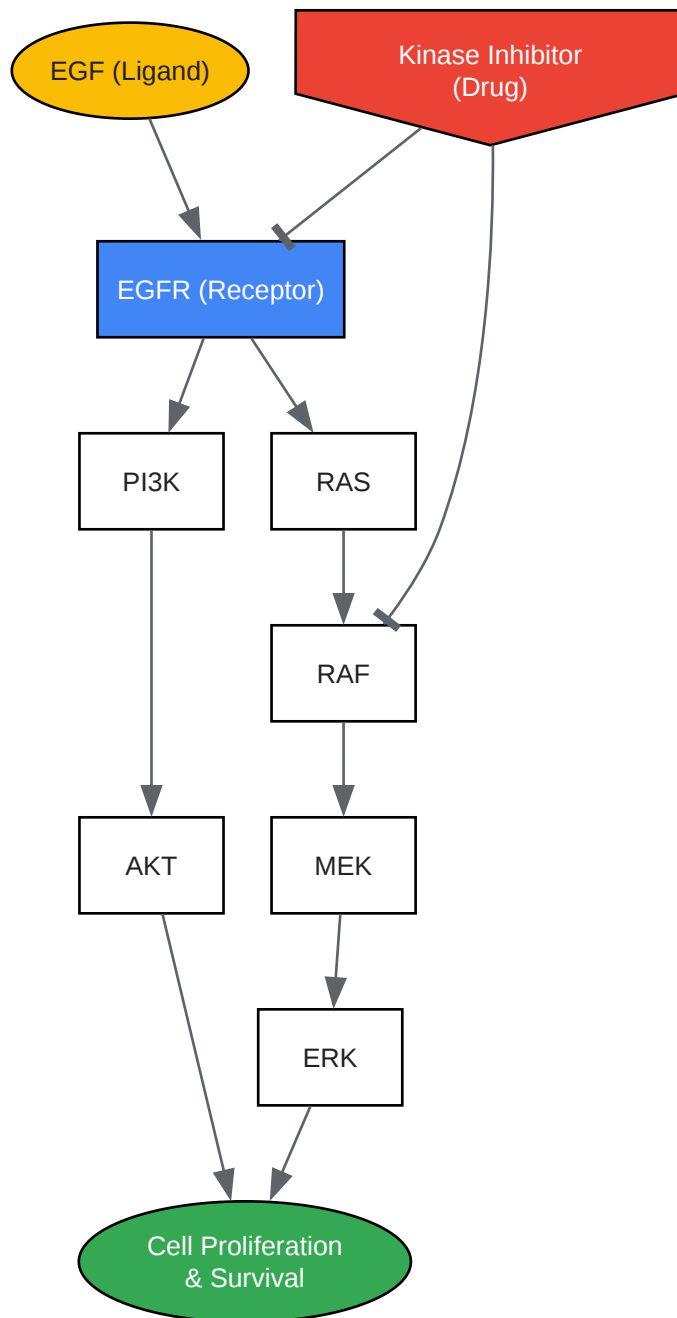 EGF (Ligand)
Kinase Inhibitor
(Drug)
EGFR (Receptor)
PI3K
RAS
RAF
AKT
MEK
ERK
Cell Proliferation
& Survival